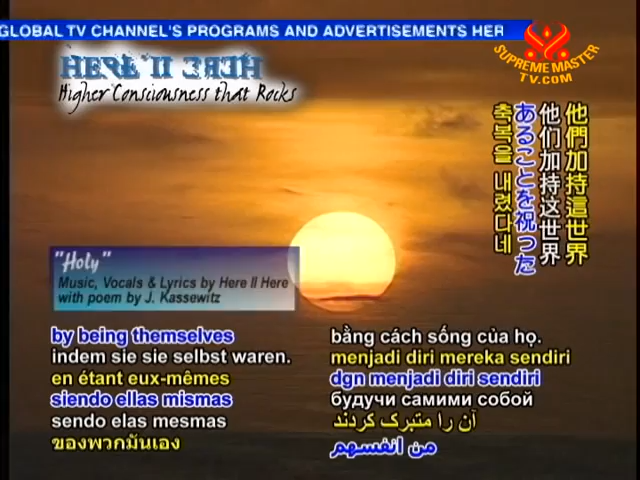 GLOBAL TV CHANNEL'S PROGRAMS AND ADVERTISEMENTS HER
SUPREME MASTER
TV.COM
HERE II HERE
Higher Consciousness that Rocks
他們加持這世界
他们加持这世界
あることを祝った
축복을 내렸다네
"Holy"
Music, Vocals & Lyrics by Here II Here
with poem by J. Kassewitz
by being themselves
indem sie sie selbst waren.
en étant eux-mêmes
siendo ellas mismas
sendo elas mesmas
ของพวกมันเอง
bằng cách sống của họ.
menjadi diri mereka sendiri
dgn menjadi diri sendiri
будучи самими собой
آن را متبرک کردند
من انفسهم